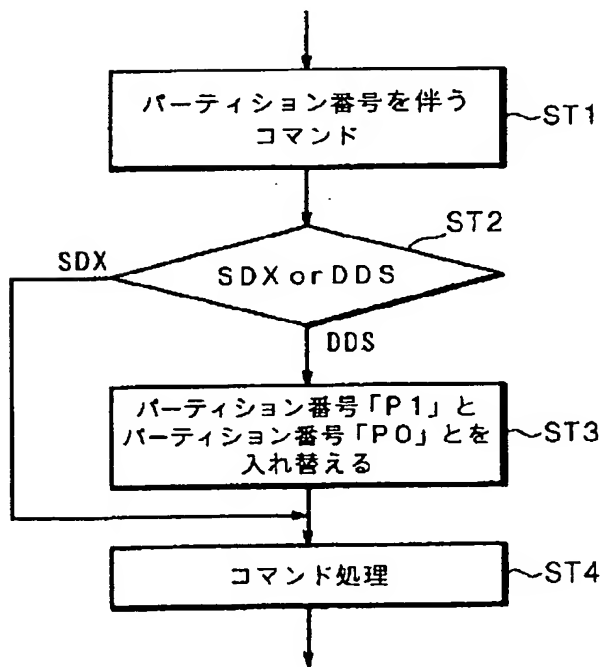 パーティション番号を伴う
コマンド
ST1
ST2
SDX
SDX or DDS
DDS
パーティション番号「P1」と
パーティション番号「P0」とを
入れ替える
ST3
コマンド処理
ST4